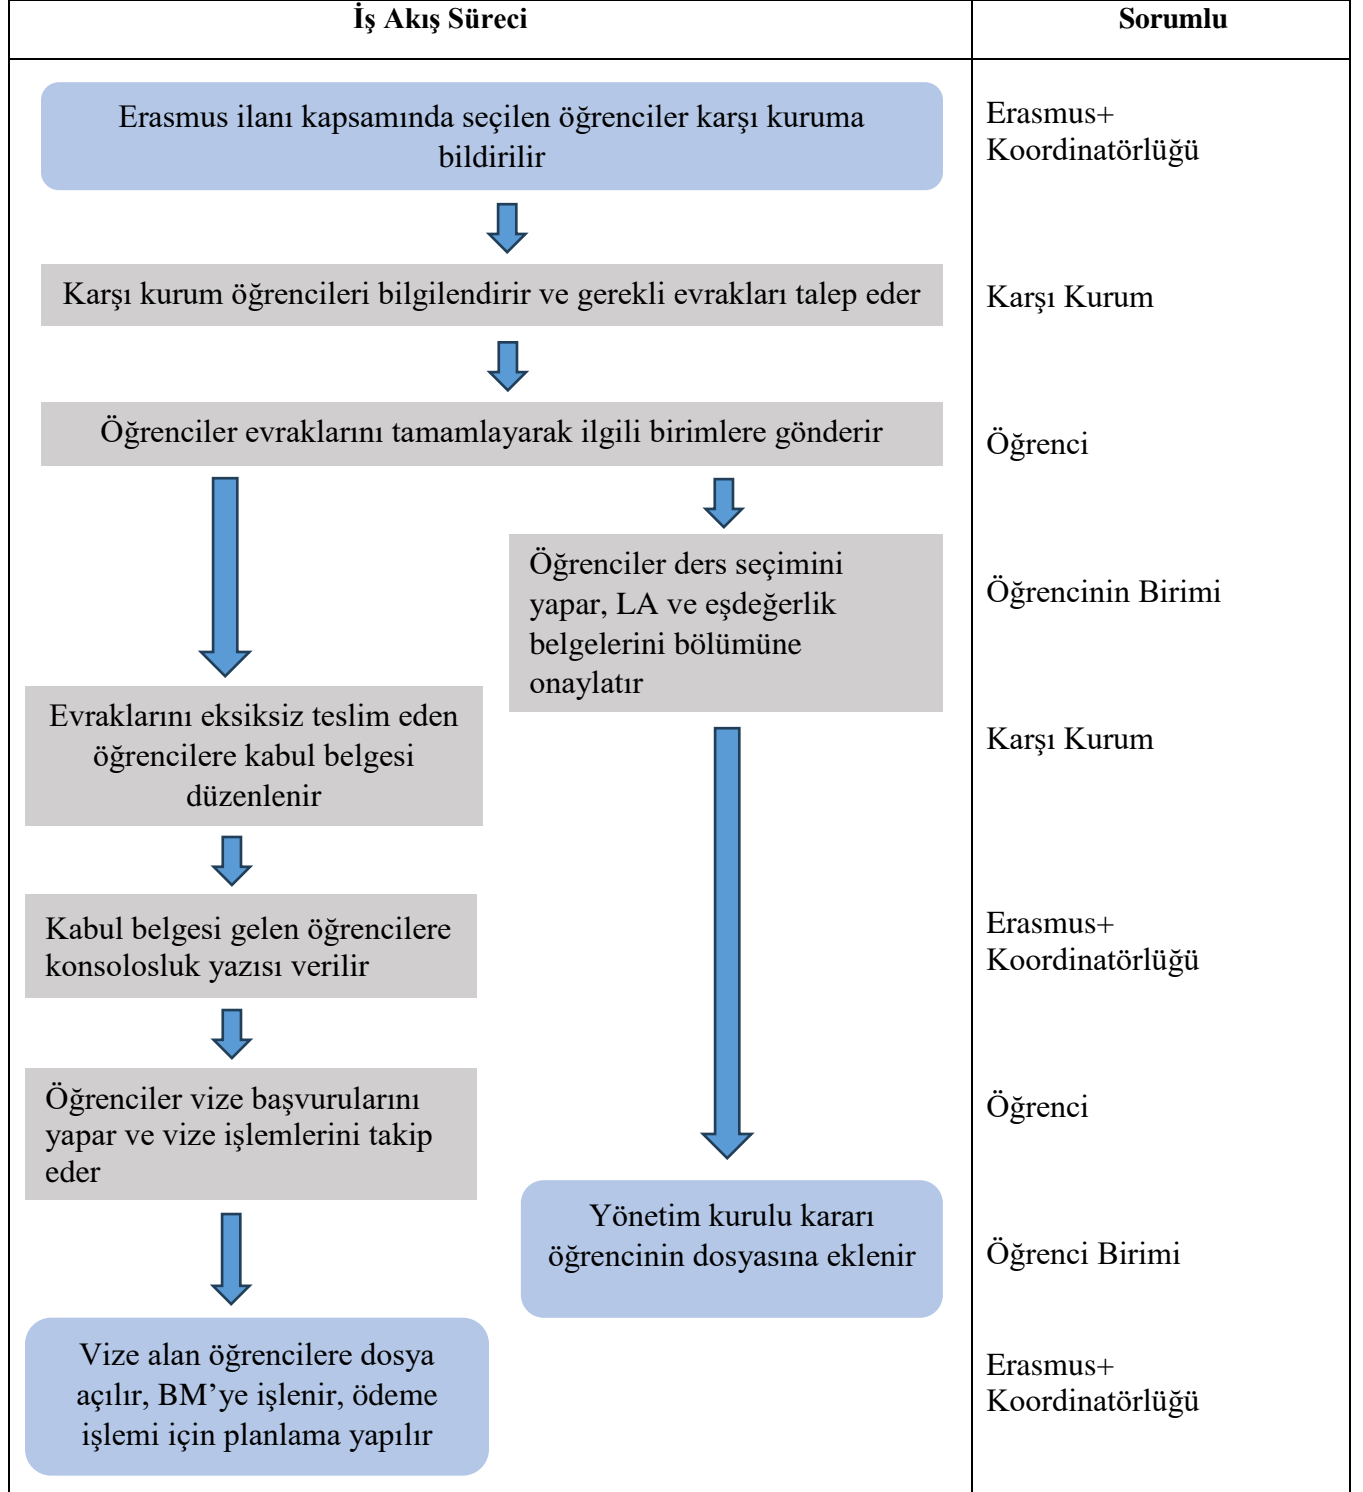 İş Akış Süreci
Sorumlu
Erasmus ilanı kapsamında seçilen öğrenciler karşı kuruma
bildirilir
Erasmus+
Koordinatörlüğü
Karşı kurum öğrencileri bilgilendirir ve gerekli evrakları talep eder
Karşı Kurum
Öğrenciler evraklarını tamamlayarak ilgili birimlere gönderir
Öğrenci
Öğrenciler ders seçimini
yapar, LA ve eşdeğerlik
belgelerini bölümüne
onaylatır
Öğrencinin Birimi
Evraklarını eksiksiz teslim eden
öğrencilere kabul belgesi
düzenlenir
Karşı Kurum
Kabul belgesi gelen öğrencilere
konsolosluk yazısı verilir
Erasmus+
Koordinatörlüğü
Öğrenciler vize başvurularını
yapar ve vize işlemlerini takip
eder
Öğrenci
Yönetim kurulu kararı
öğrencinin dosyasına eklenir
Öğrenci Birimi
Vize alan öğrencilere dosya
açılır, BM’ye işlenir, ödeme
işlemi için planlama yapılır
Erasmus+
Koordinatörlüğü